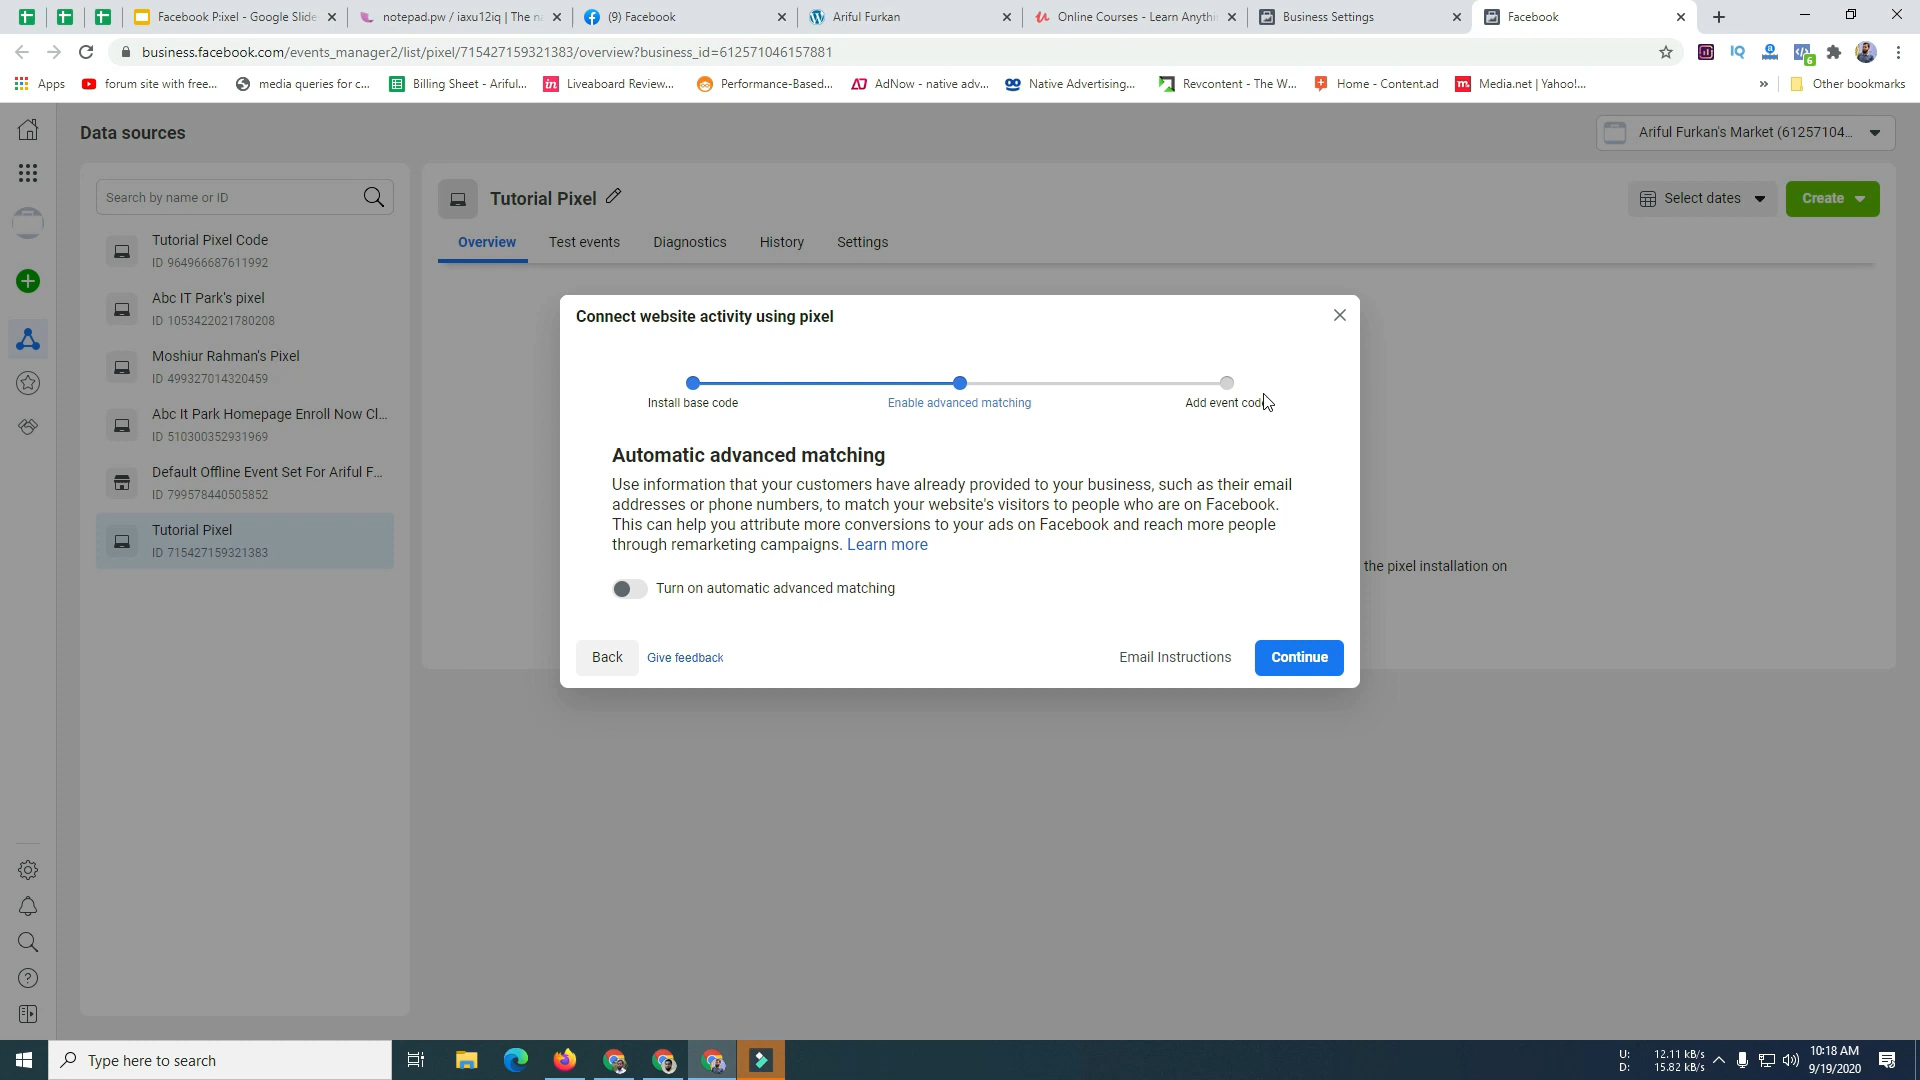 Facebook P:ixel - Google Slide
notepad.pw / iaxu12iq | The n
(9) Facebook
Ariful Furkan
Online Courses - Learn Anythi
Business Settings
Facebook
business.facebook.com/events_manager2/list/pixel/715427159321383/overview?business_id=612571046157881
6
Apps
forum site with free...
media queries for c...
Billing Sheet - Ariful...
Liveaboard Review...
Performance-Based...
AdNow - native adv...
Native Advertising...
Revcontent - The W...
Home - Content.ad
Media.net | Yahoo!...
»
Other bookmarks
Data sources
Ariful Furkan's Market (61257104...
Search by name or ID
Tutorial Pixel
Select dates
Create
Overview
Test events
Diagnostics
History
Settings
Tutorial Pixel Code
ID 964966687611992
Abc IT Park's pixel
ID 1053422021780208
Moshiur Rahman's Pixel
ID 499327014320459
Abc It Park Homepage Enroll Now Cl...
ID 510300352931969
Default Offline Event Set For Ariful F...
ID 799578440505852
Tutorial Pixel
ID 715427159321383
Connect website activity using pixel
Install base code
Enable advanced matching
Add event code
Automatic advanced matching
Use information that your customers have already provided to your business, such as their email
addresses or phone numbers, to match your website's visitors to people who are on Facebook.
This can help you attribute more conversions to your ads on Facebook and reach more people
through remarketing campaigns. Learn more
the pixel installation on
Turn on automatic advanced matching
Back
Give feedback
Email Instructions
Continue
Type here to search
U: 12.11 kB/s
D: 15.82 kB/s
10:18 AM
9/19/2020